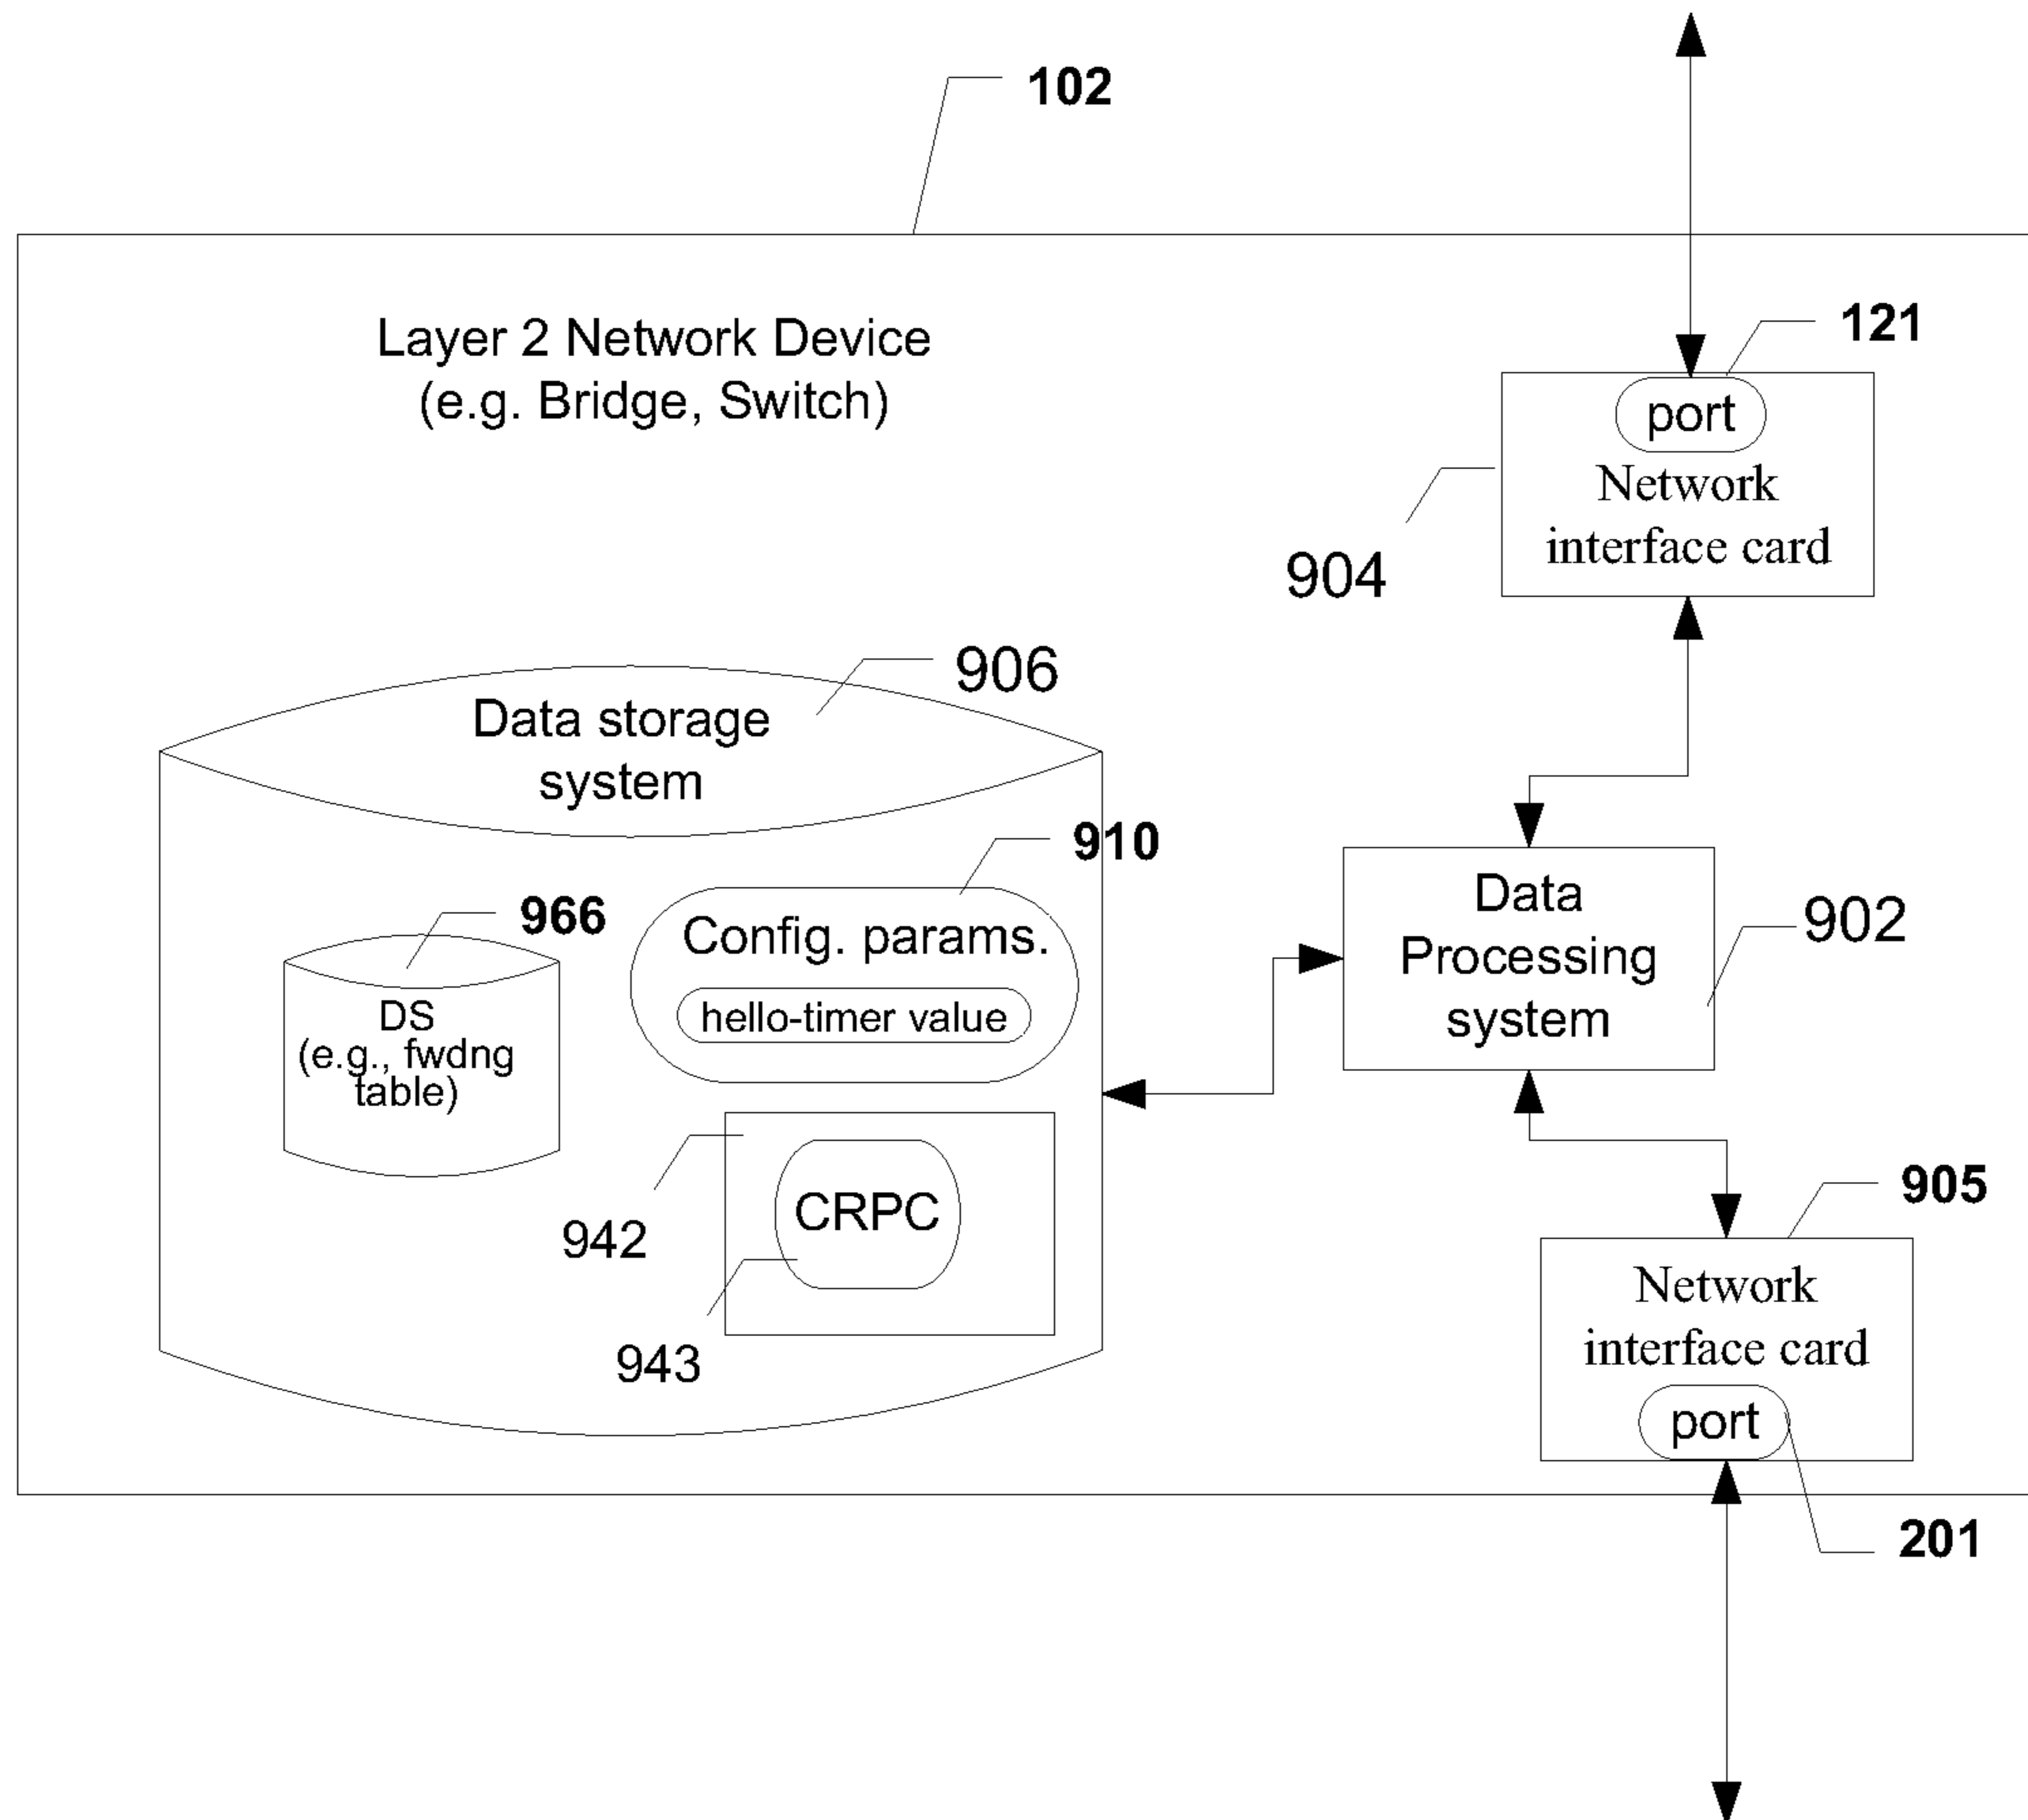 102
Layer 2 Network Device
(e.g. Bridge, Switch)
121
port
Network
interface card
904
906
Data storage
system
910
966
Config. params.
hello-timer value
DS
(e.g., fwdng
table)
Data
Processing
system
902
942
CRPC
943
905
Network
interface card
port
201